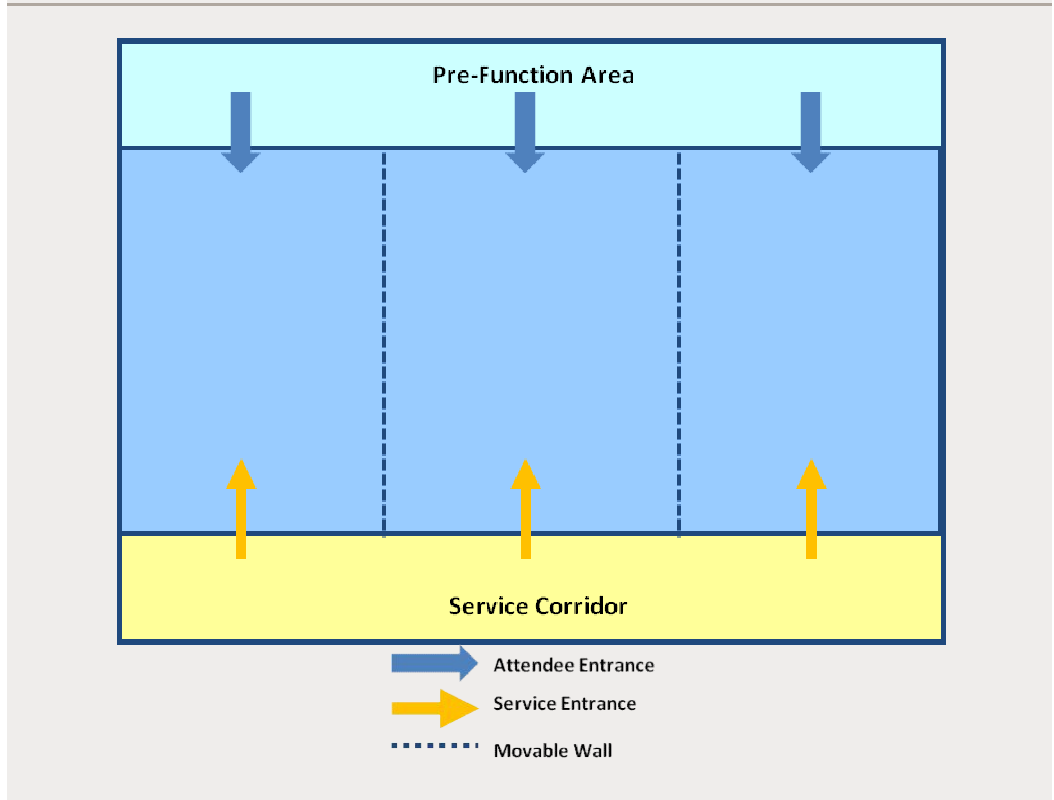 Pre-Function Area
Service Corridor
Attendee Entrance
Service Entrance
Movable Wall